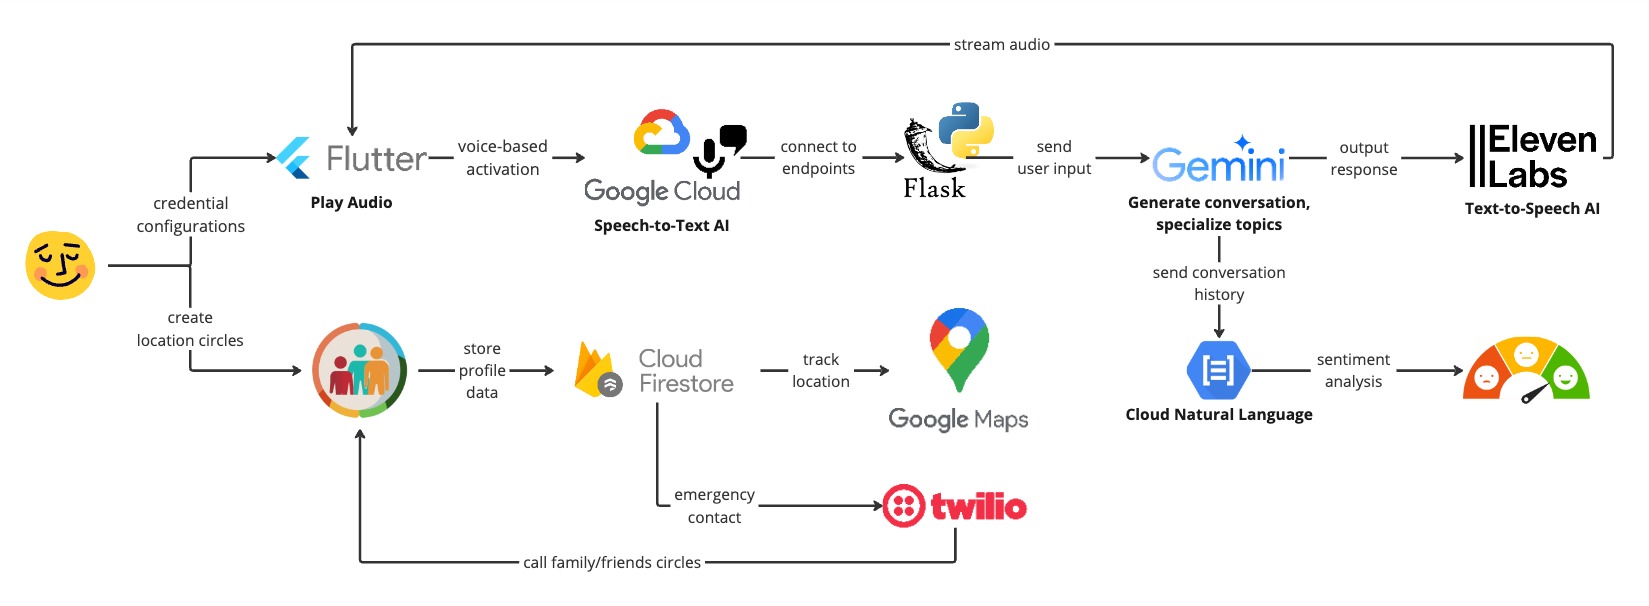 stream audio
Flutter
Play Audio
voice-based
activation
Google Cloud
Speech-to-Text AI
connect to
endpoints
Flask
send
user input
Gemini
Generate conversation,
specialize topics
output
response
Eleven
Labs
Text-to-Speech AI
credential
configurations
create
location circles
store
profile
data
Cloud
Firestore
track
location
Google Maps
send conversation
history
Cloud Natural Language
sentiment
analysis
emergency
contact
twilio
call family/friends circles